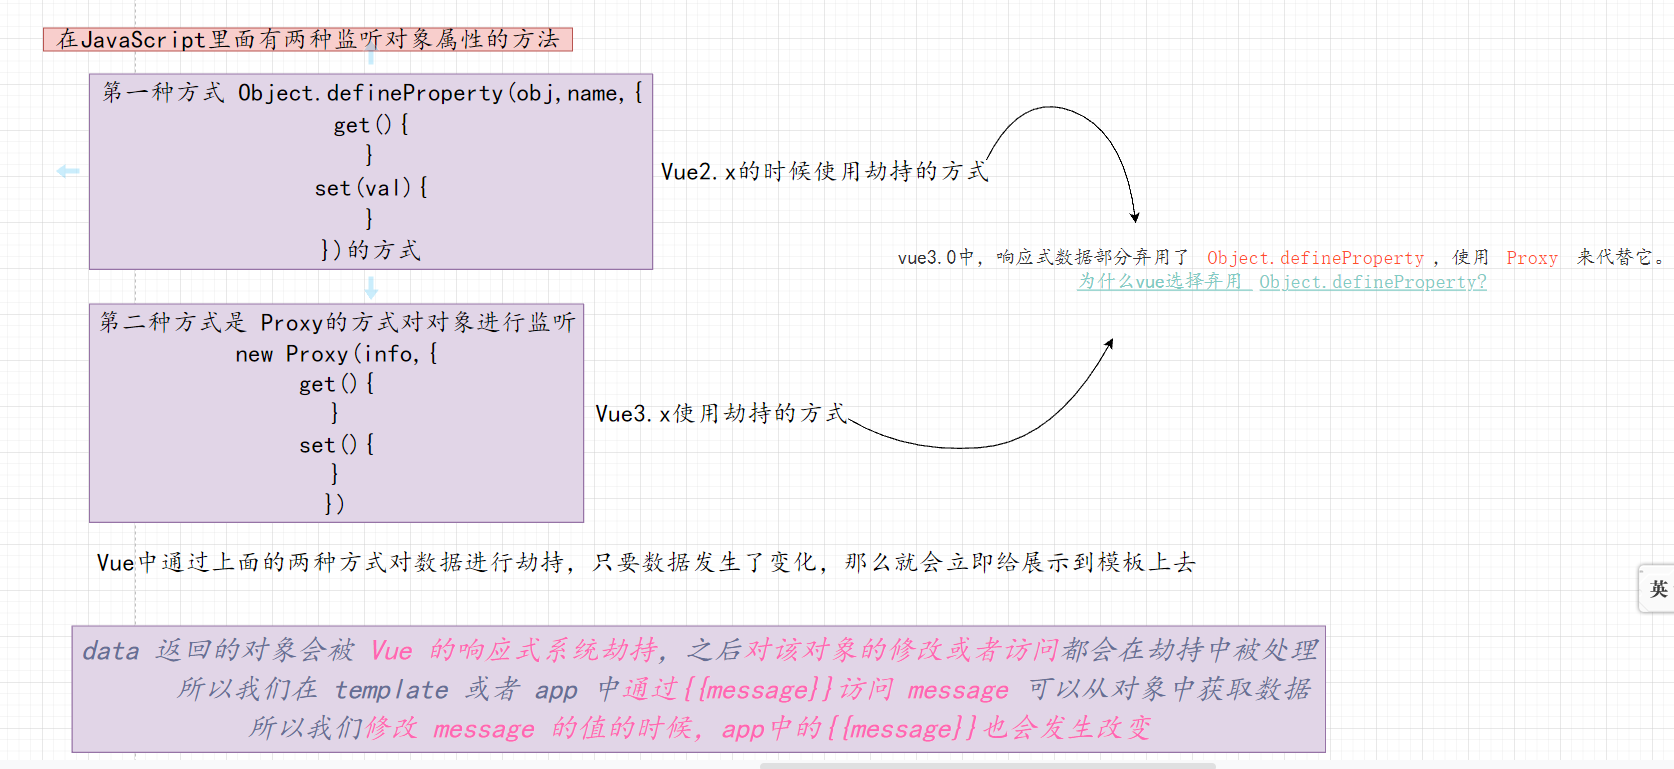 在JavaScript里面有两种监听对象属性的方法
第一种方式 Object.defineProperty(obj,name,{
get(){
}
set(val){
}
})的方式
Vue2.x的时候使用劫持的方式
vue3.0中，响应式数据部分弃用了 Object.defineProperty ，使用 Proxy 来代替它。
为什么vue选择弃用 Object.defineProperty?
第二种方式是 Proxy的方式对对象进行监听
new Proxy(info,{
get(){
}
set(){
}
})
Vue3.x使用劫持的方式
Vue中通过上面的两种方式对数据进行劫持，只要数据发生了变化，那么就会立即给展示到模板上去
英
data 返回的对象会被 Vue 的响应式系统劫持，之后对该对象的修改或者访问都会在劫持中被处理
所以我们在 template 或者 app 中通过{{message}}访问 message 可以从对象中获取数据
所以我们修改 message 的值的时候，app中的{{message}}也会发生改变